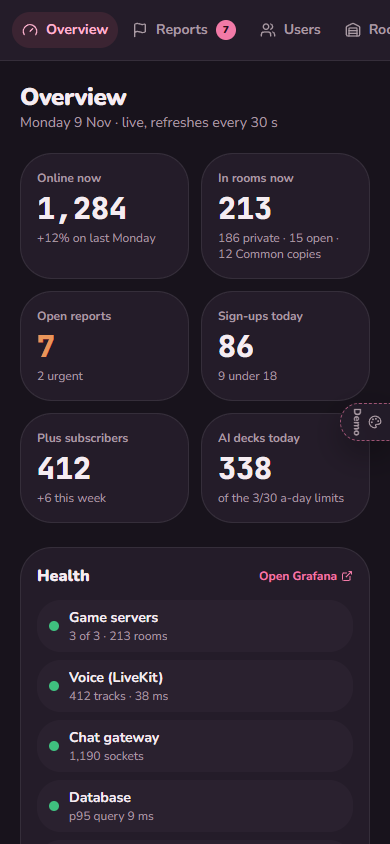 Overview
Reports 7
Users
Overview
Monday 9 Nov · live, refreshes every 30 s
Online now
1,284
+12% on last Monday
In rooms now
213
186 private · 15 open ·
12 Common copies
Open reports
7
2 urgent
Sign-ups today
86
9 under 18
Plus subscribers
412
+6 this week
AI decks today
338
of the 3/30 a-day limits
Demo
Health
Open Grafana
Game servers
3 of 3 · 213 rooms
Voice (LiveKit)
412 tracks · 38 ms
Chat gateway
1,190 sockets
Database
p95 query 9 ms